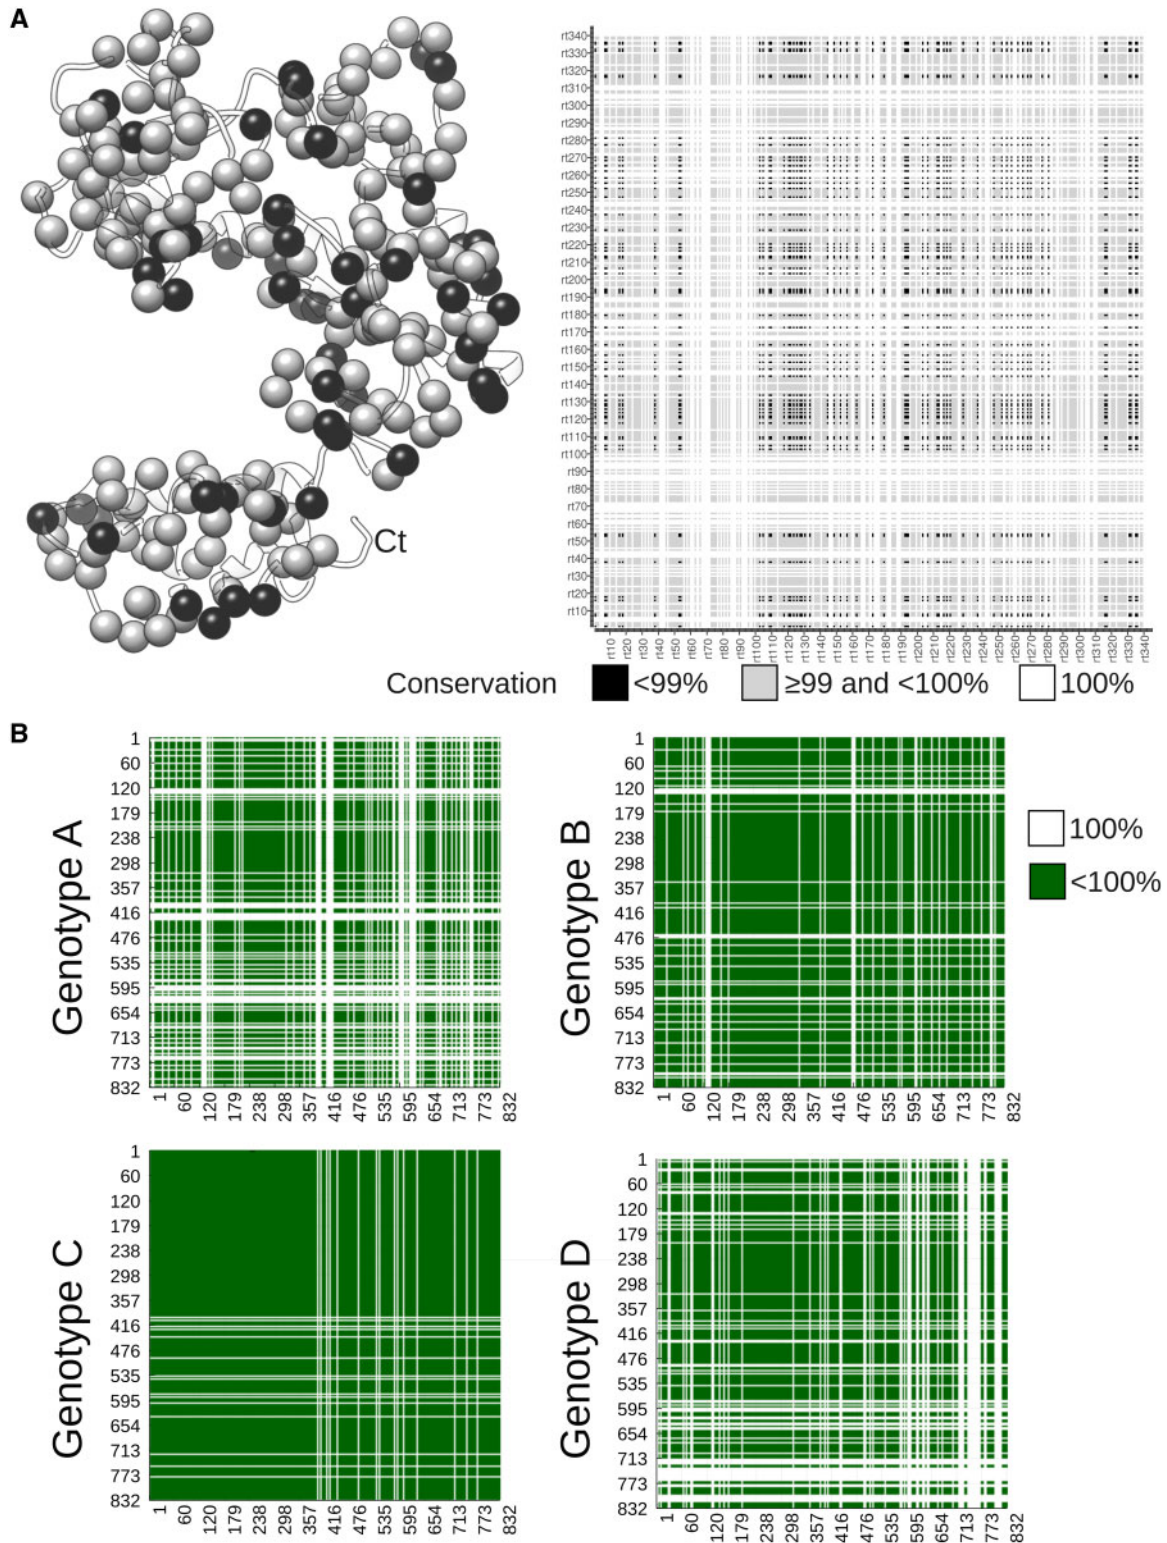 A
Ct
rt340
rt330
rt320
rt310
rt300
rt290
rt280
rt270
rt260
rt250
rt240
rt230
rt220
rt210
rt200
rt190
rt180
rt170
rt160
rt150
rt140
rt130
rt120
rt110
rt100
rt90
rt80
rt70
rt60
rt50
rt40
rt30
rt20
rt10
rt10 rt20 rt30 rt40 rt50 rt60 rt70 rt80 rt90 rt100 rt110 rt120 rt130 rt140 rt150 rt160 rt170 rt180 rt190 rt200 rt210 rt220 rt230 rt240 rt250 rt260 rt270 rt280 rt290 rt300 rt310 rt320 rt330 rt340
Conservation <99% ≥99 and <100% 100%
B
Genotype A
1
60
120
179
238
298
357
416
476
535
595
654
713
773
832
1 60 120 179 238 298 357 416 476 535 595 654 713 773 832
Genotype B
1
60
120
179
238
298
357
416
476
535
595
654
713
773
832
1 60 120 179 238 298 357 416 476 535 595 654 713 773 832
100%
<100%
Genotype C
1
60
120
179
238
298
357
416
476
535
595
654
713
773
832
1 60 120 179 238 298 357 416 476 535 595 654 713 773 832
Genotype D
1
60
120
179
238
298
357
416
476
535
595
654
713
773
832
1 60 120 179 238 298 357 416 476 535 595 654 713 773 832